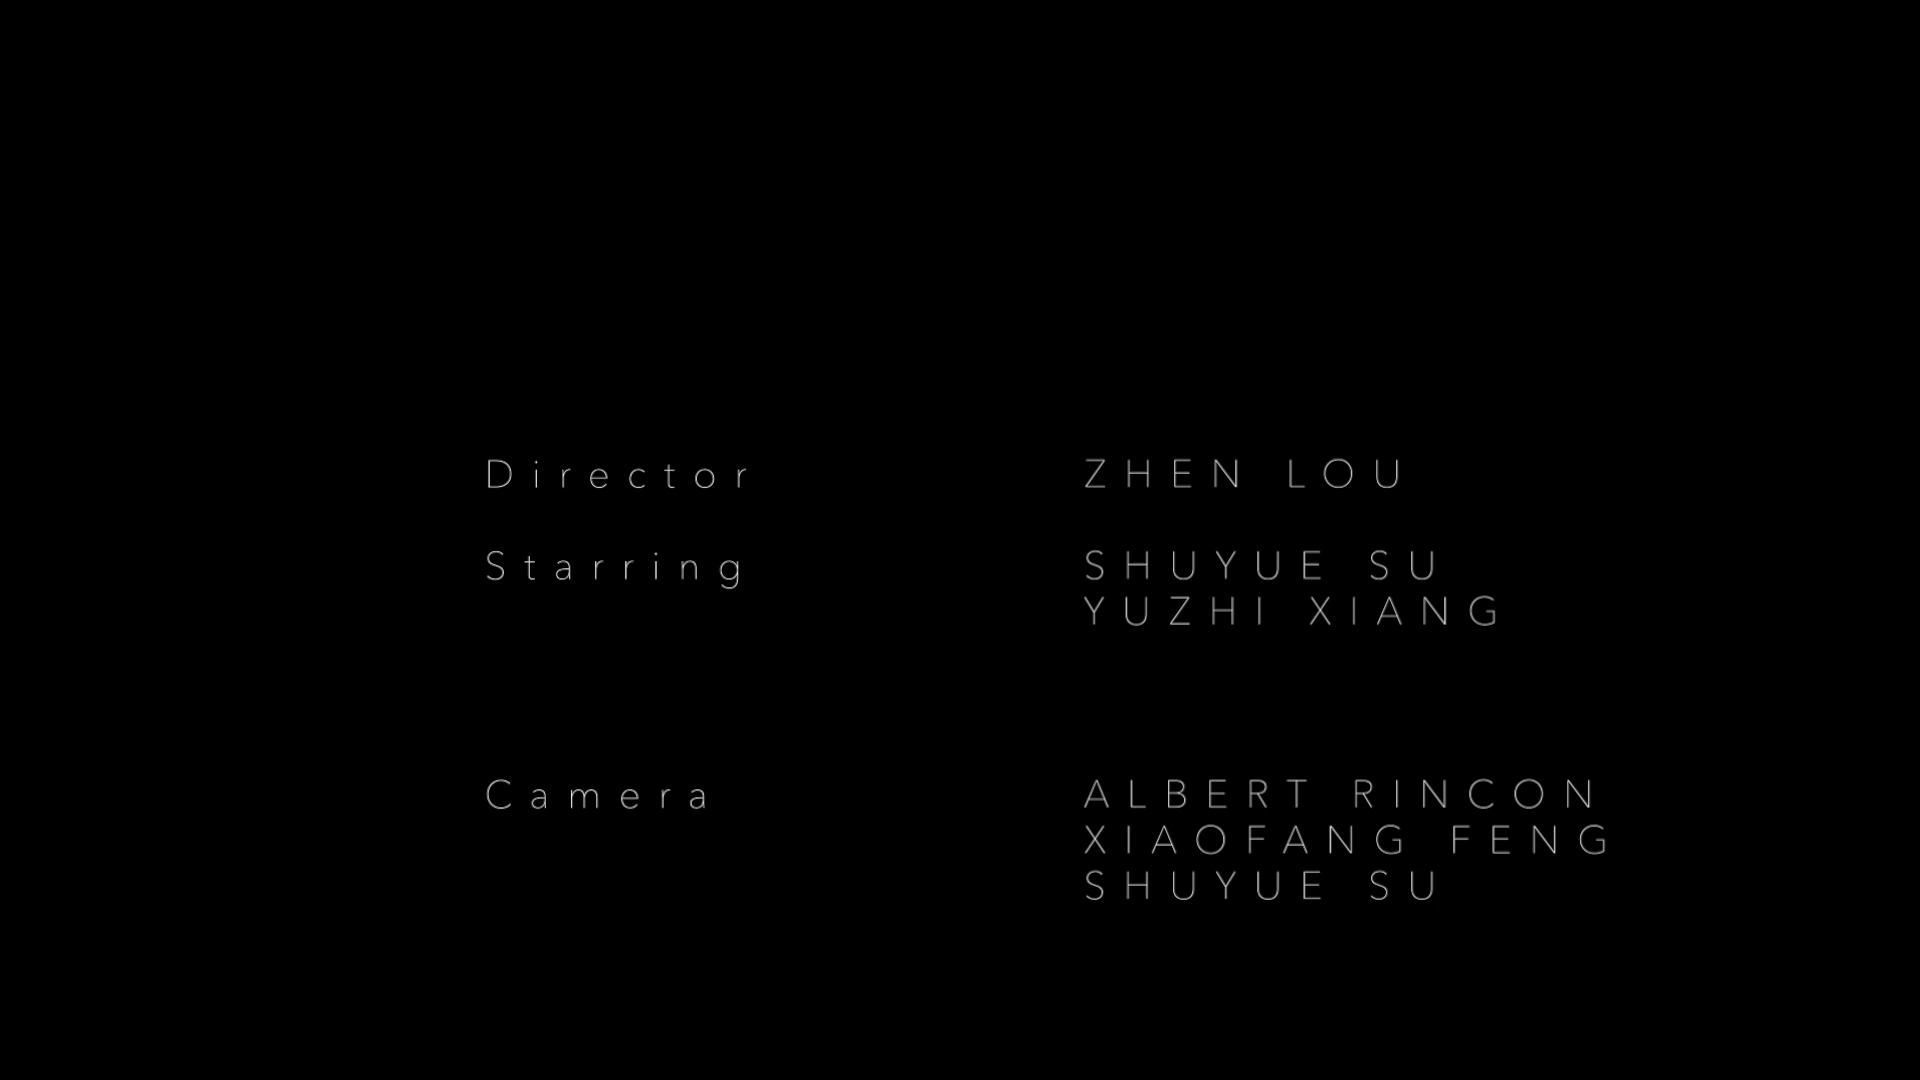 Director ZHEN LOU
Starring SHUYUE SU
YUZHI XIANG
Camera ALBERT RINCON
XIAOFANG FENG
SHUYUE SU